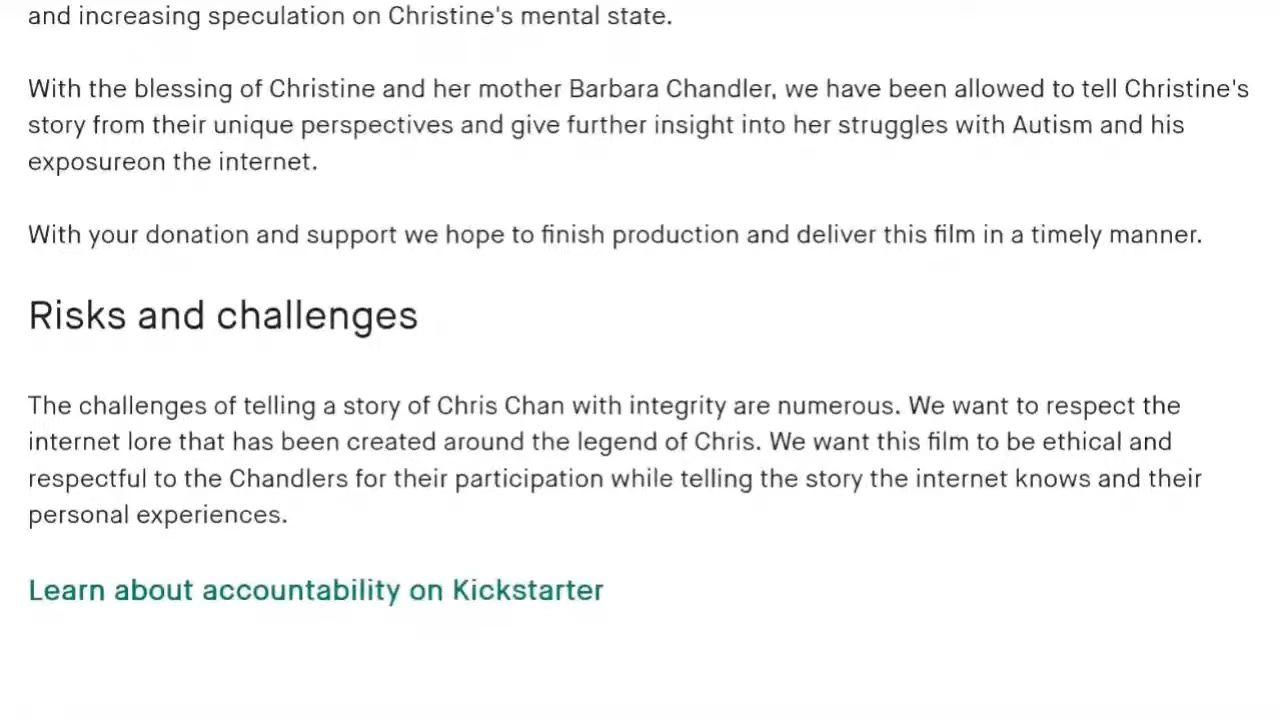 and increasing speculation on Christine's mental state.
With the blessing of Christine and her mother Barbara Chandler, we have been allowed to tell Christine's
story from their unique perspectives and give further insight into her struggles with Autism and his
exposureon the internet.
With your donation and support we hope to finish production and deliver this film in a timely manner.
Risks and challenges
The challenges of telling a story of Chris Chan with integrity are numerous. We want to respect the
internet lore that has been created around the legend of Chris. We want this film to be ethical and
respectful to the Chandlers for their participation while telling the story the internet knows and their
personal experiences.
Learn about accountability on Kickstarter